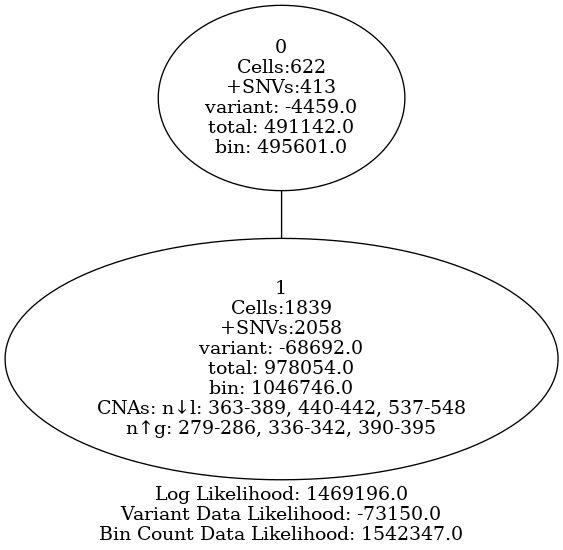 0
Cells:622
+SNVs:413
variant: -4459.0
total: 491142.0
bin: 495601.0
1
Cells:1839
+SNVs:2058
variant: -68692.0
total: 978054.0
bin: 1046746.0
CNAs: n↓l: 363-389, 440-442, 537-548
n↑g: 279-286, 336-342, 390-395
Log Likelihood: 1469196.0
Variant Data Likelihood: -73150.0
Bin Count Data Likelihood: 1542347.0